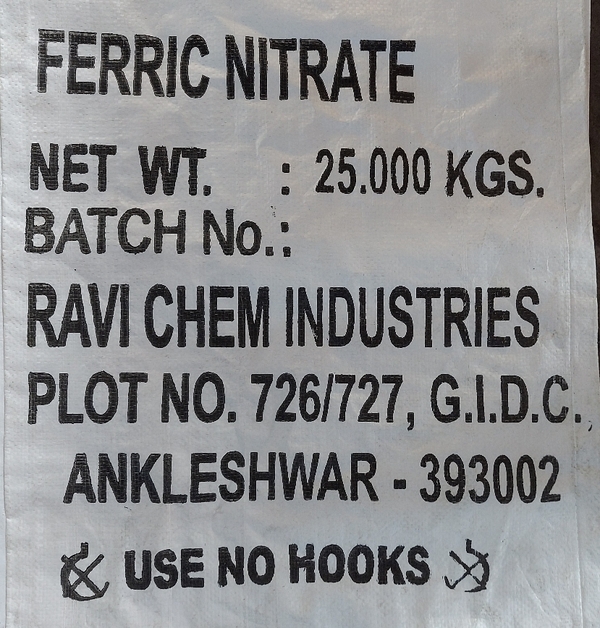 FERRIC NITRATE
NET WT. : 25.000 KGS.
BATCH No.:
RAVI CHEM INDUSTRIES
PLOT NO. 726/727, G.I.D.C.,
ANKLESHWAR - 393002
USE NO HOOKS